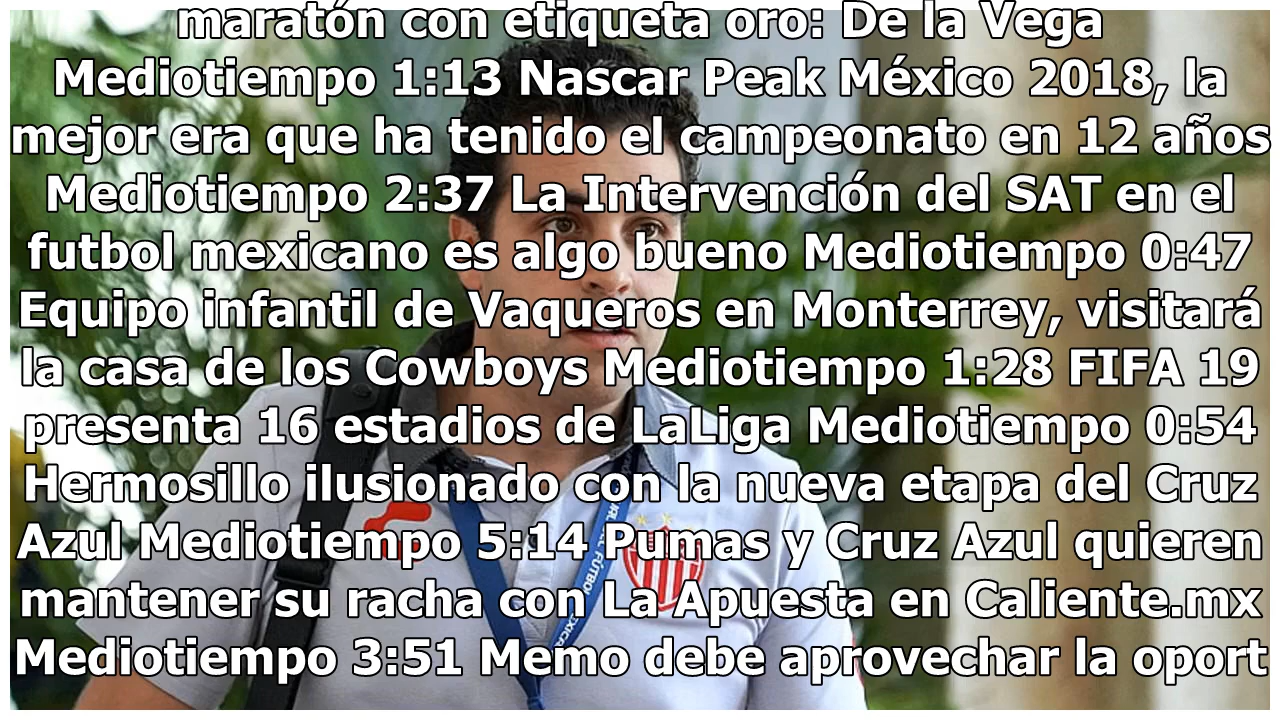 maratón con etiqueta oro: De la Vega
Mediotiempo 1:13 Nascar Peak México 2018, la
mejor era que ha tenido el campeonato en 12 años
Mediotiempo 2:37 La Intervención del SAT en el
futbol mexicano es algo bueno Mediotiempo 0:47
Equipo infantil de Vaqueros en Monterrey, visitará
la casa de los Cowboys Mediotiempo 1:28 FIFA 19
presenta 16 estadios de LaLiga Mediotiempo 0:54
Hermosillo ilusionado con la nueva etapa del Cruz
Azul Mediotiempo 5:14 Pumas y Cruz Azul quieren
mantener su racha con La Apuesta en Caliente.mx
Mediotiempo 3:51 Memo debe aprovechar la oport